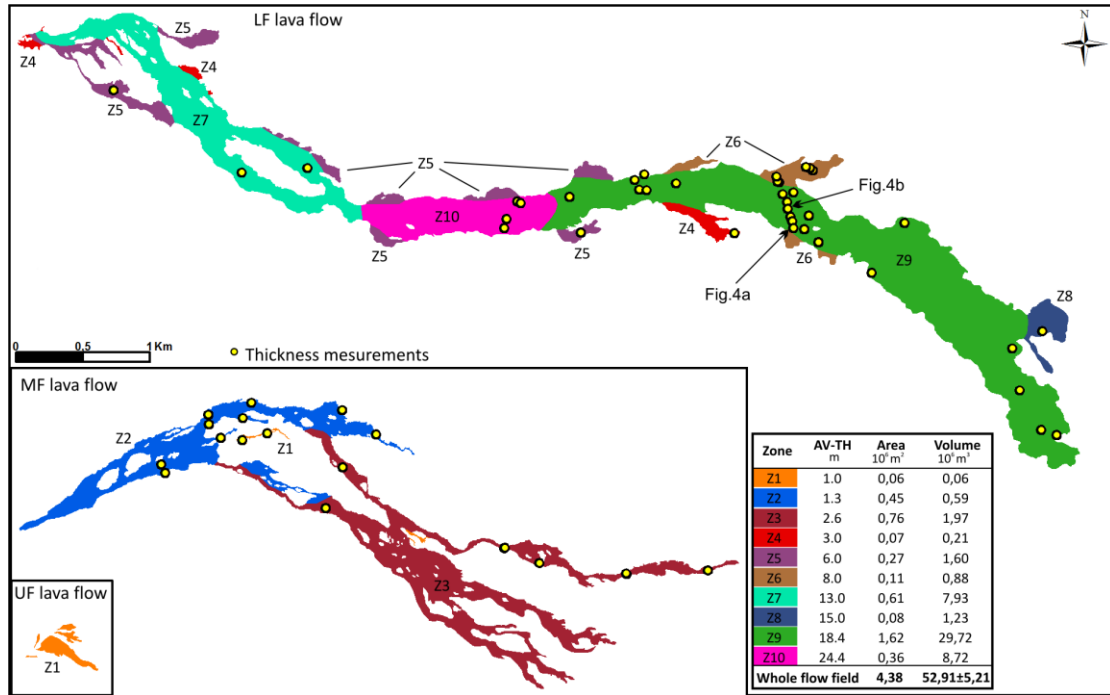 LF lava flow
N
Z5
Z4
Z4
Z5
Z7
Z5
Z6
Fig.4b
Z10
Z4
Z5
Z5
Z6
Z9
Fig.4a
Z8
0 0,5 1 Km
Thickness mesurements
MF lava flow
Z2
Z1
Z3
UF lava flow
Z1
Zone AV-TH Area Volume
m 10⁶m² 10⁶m³
Z1 1.0 0,06 0,06
Z2 1.3 0,45 0,59
Z3 2.6 0,76 1,97
Z4 3.0 0,07 0,21
Z5 6.0 0,27 1,60
Z6 8.0 0,11 0,88
Z7 13.0 0,61 7,93
Z8 15.0 0,08 1,23
Z9 18.4 1,62 29,72
Z10 24.4 0,36 8,72
Whole flow field 4,38 52,91±5,21